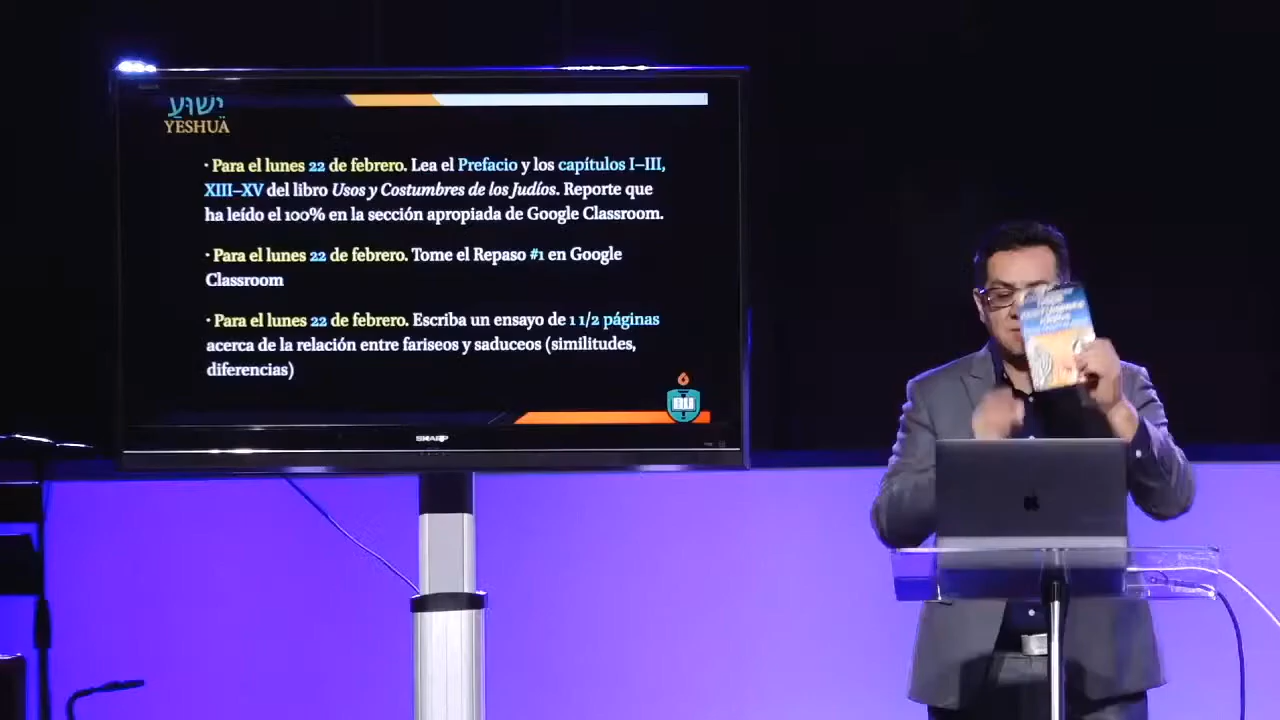 יֵשׁוּעַ
YESHUÄ
· Para el lunes 22 de febrero. Lea el Prefacio y los capítulos I–III,
XIII–XV del libro Usos y Costumbres de los Judíos. Reporte que
ha leído el 100% en la sección apropiada de Google Classroom.
· Para el lunes 22 de febrero. Tome el Repaso #1 en Google
Classroom
· Para el lunes 22 de febrero. Escriba un ensayo de 1 1/2 páginas
acerca de la relación entre fariseos y saduceos (similitudes,
diferencias)
SHARP